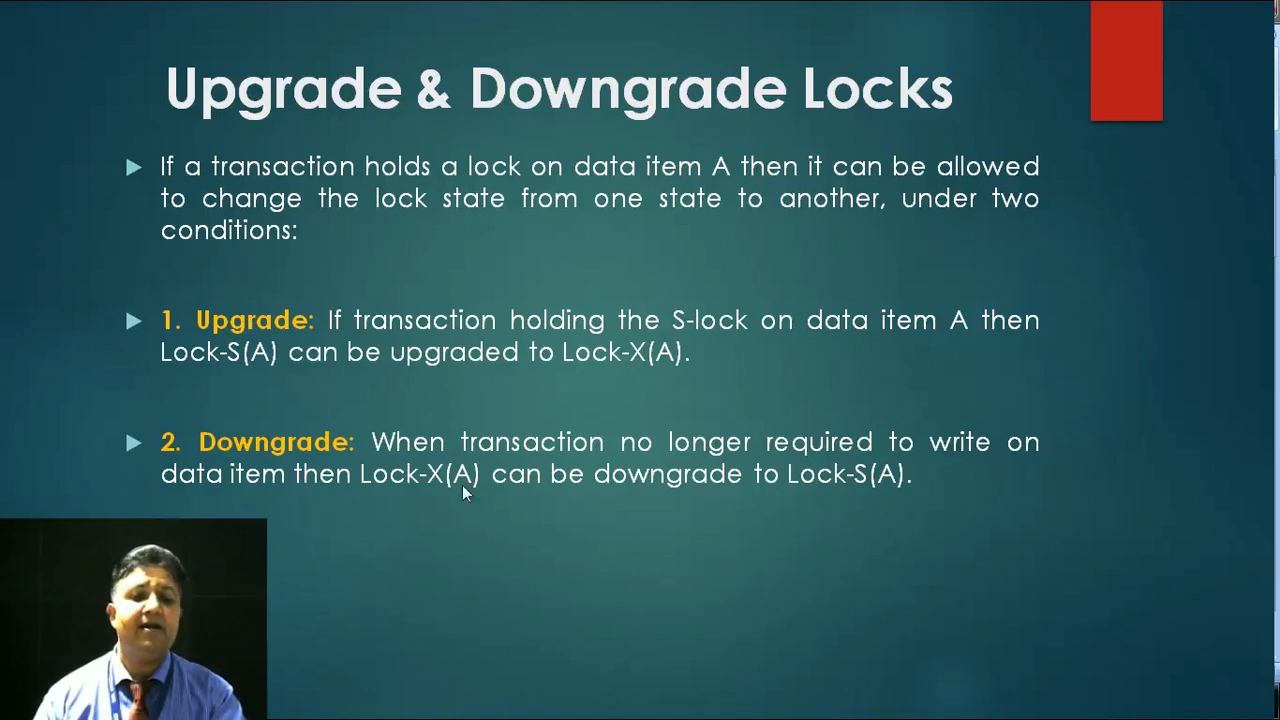 Upgrade & Downgrade Locks
If a transaction holds a lock on data item A then it can be allowed
to change the lock state from one state to another, under two
conditions:
1. Upgrade: If transaction holding the S-lock on data item A then
Lock-S(A) can be upgraded to Lock-X(A).
2. Downgrade: When transaction no longer required to write on
data item then Lock-X(A) can be downgrade to Lock-S(A).